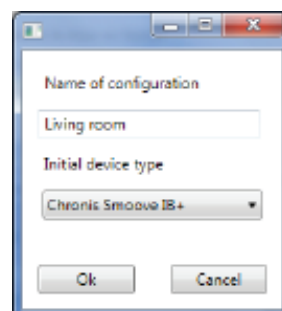 Name of configuration
Living room
Initial device type
Chronis Smoove IB+
Ok
Cancel